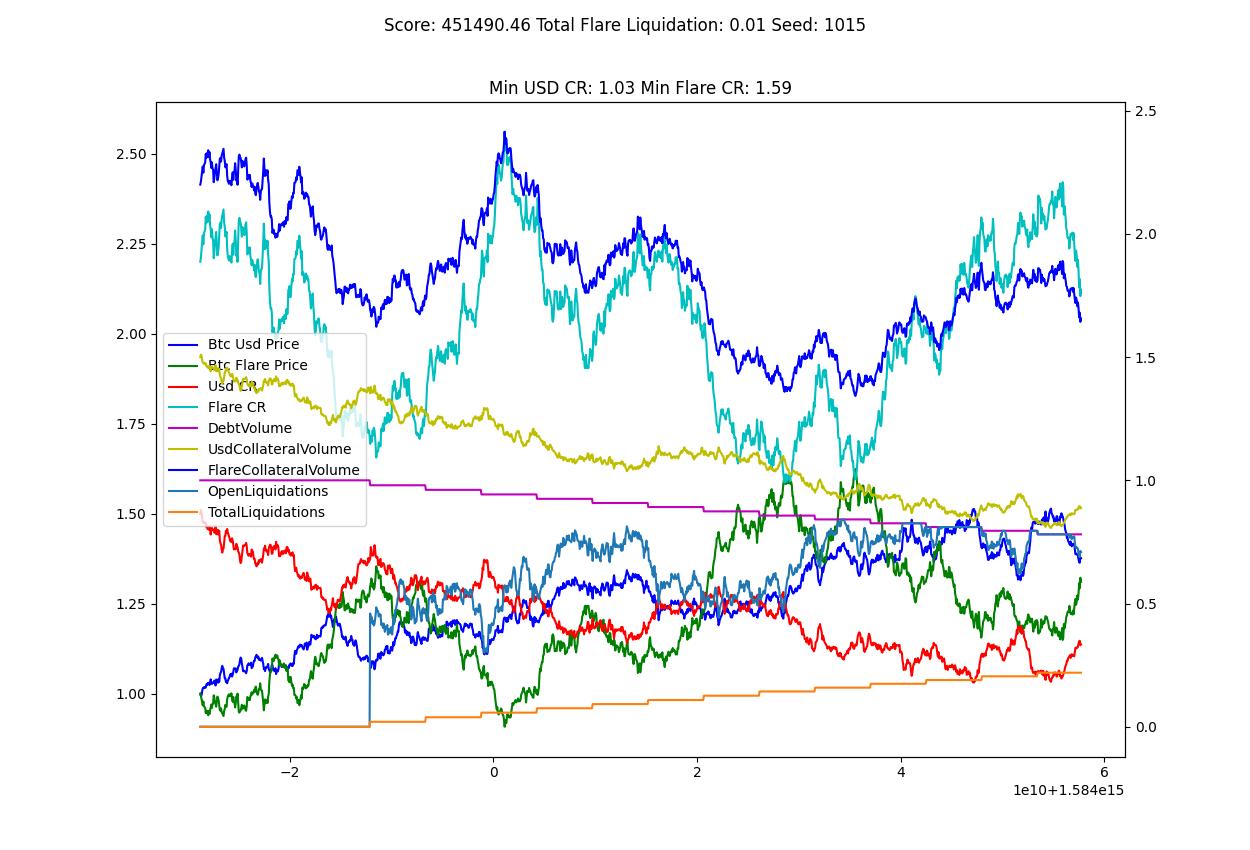 Score: 451490.46 Total Flare Liquidation: 0.01 Seed: 1015
Min USD CR: 1.03 Min Flare CR: 1.59
2.50
2.25
2.00
1.75
1.50
1.25
1.00
2.5
2.0
1.5
1.0
0.5
0.0
Btc Usd Price
Btc Flare Price
Usd CR
Flare CR
DebtVolume
UsdCollateralVolume
FlareCollateralVolume
OpenLiquidations
TotalLiquidations
−2
0
2
4
6
1e10+1.584e15